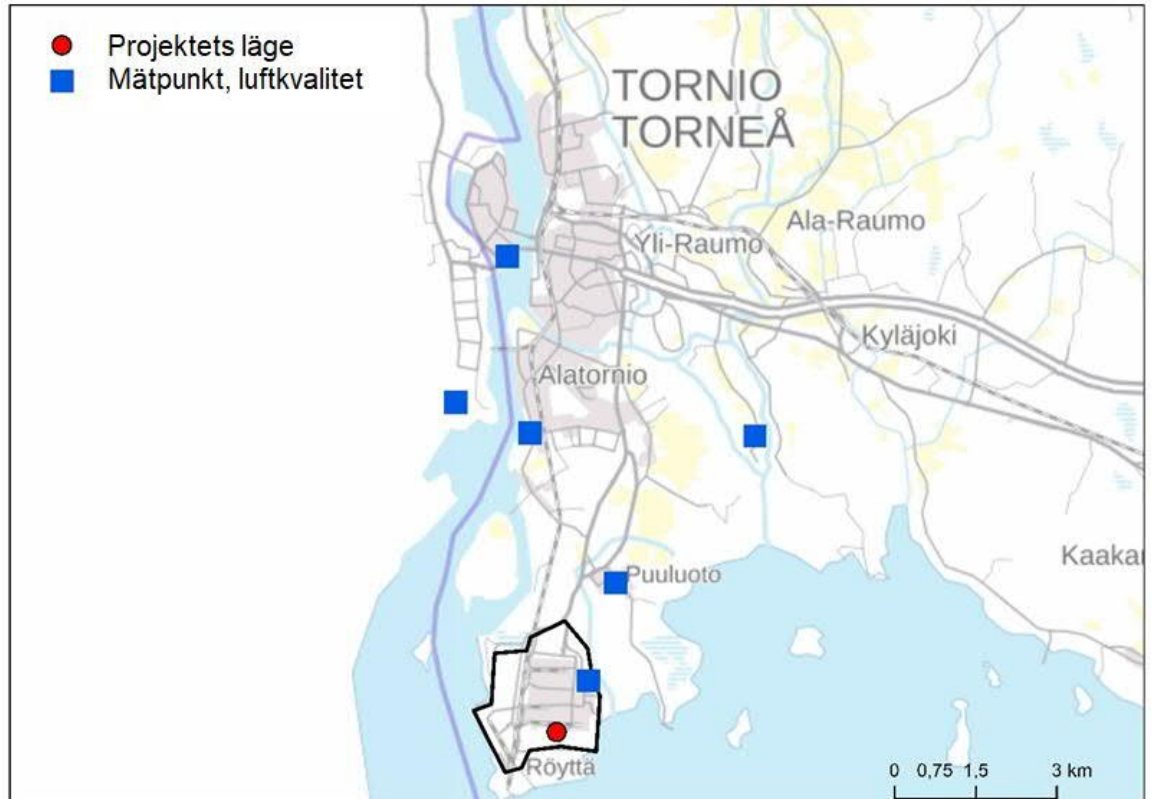 Projektets läge
Mätpunkt, luftkvalitet
TORNIO
TORNEÅ
Ala-Raumo
Yli-Raumo
Kyläjoki
Alatornio
Kaakar
Puuluoto
Röyttä
0 0,75 1,5 3 km